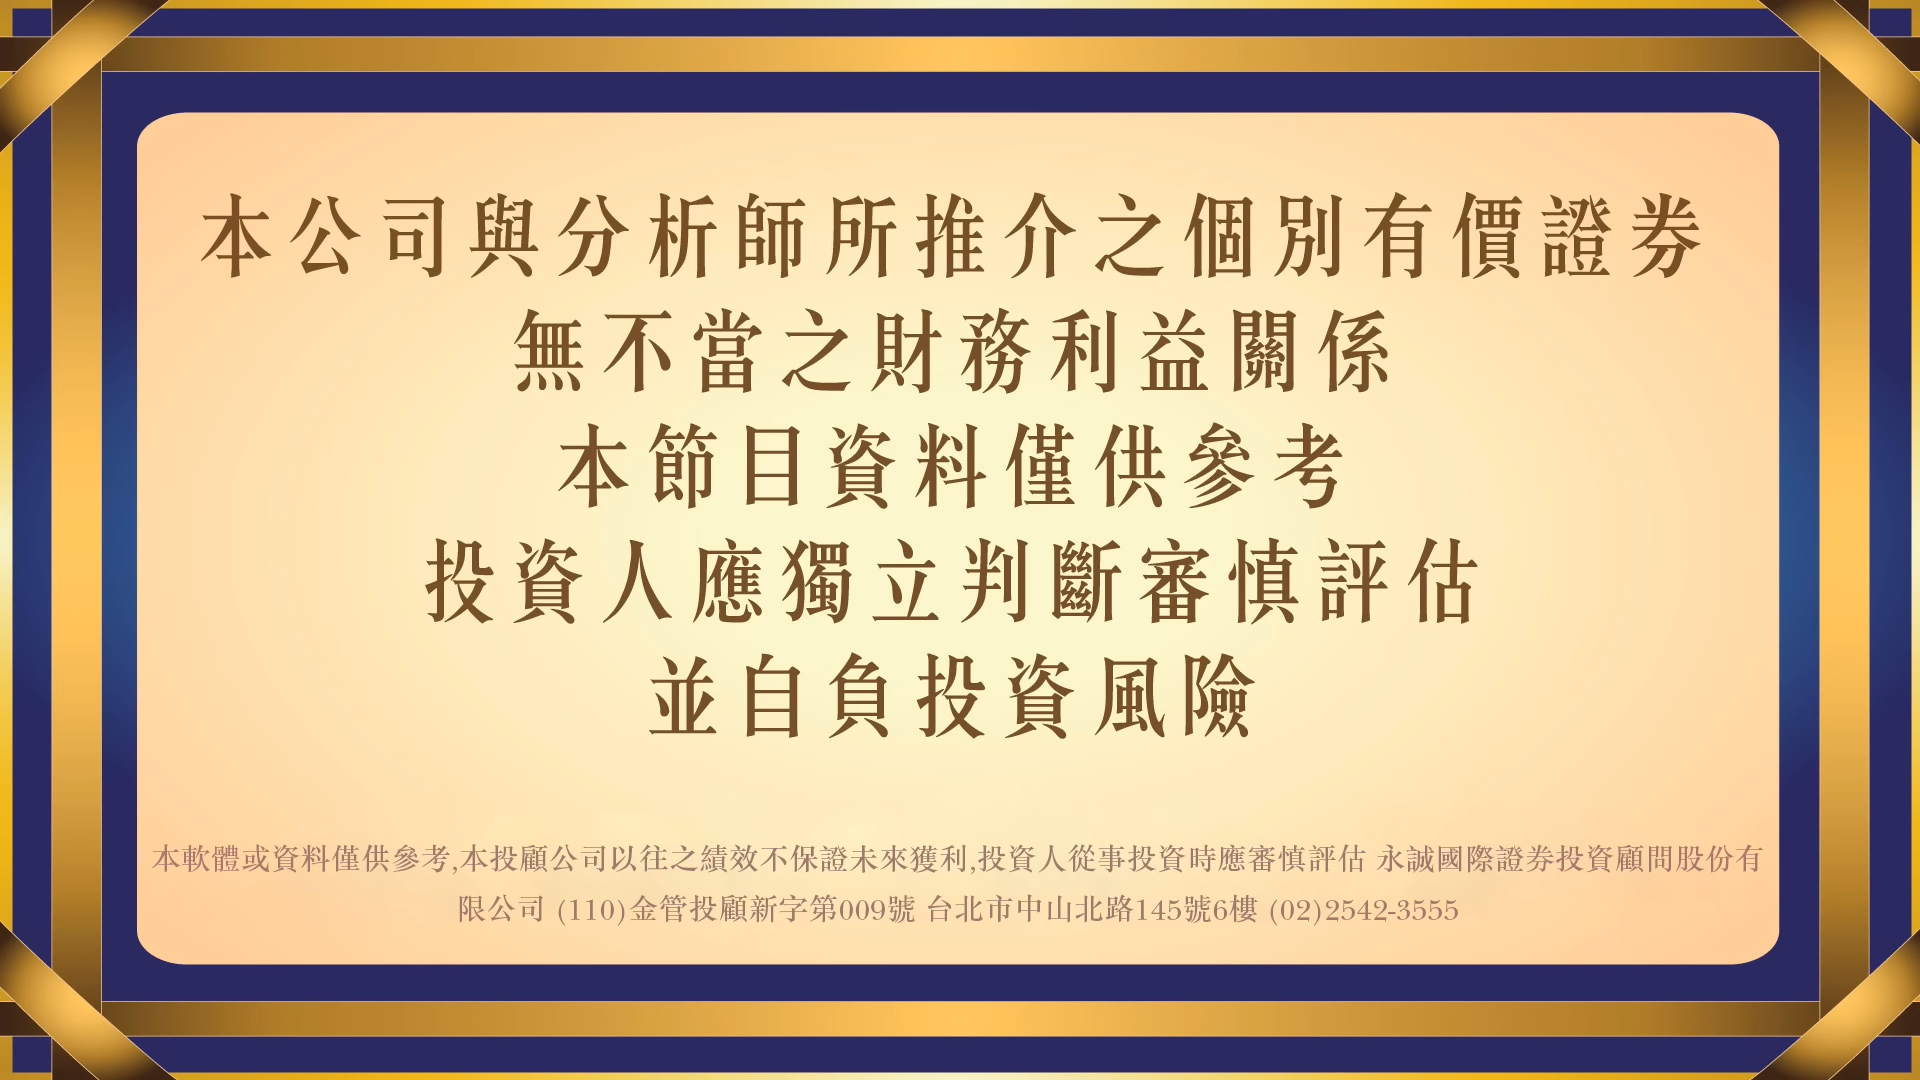 本公司與分析師所推介之個別有價證券
無不當之財務利益關係
本節目資料僅供參考
投資人應獨立判斷審慎評估
並自負投資風險
本軟體或資料僅供參考,本投顧公司以往之績效不保證未來獲利,投資人從事投資時應審慎評估 永誠國際證券投資顧問股份有
限公司 (110)金管投顧新字第009號 台北市中山北路145號6樓 (02)2542-3555